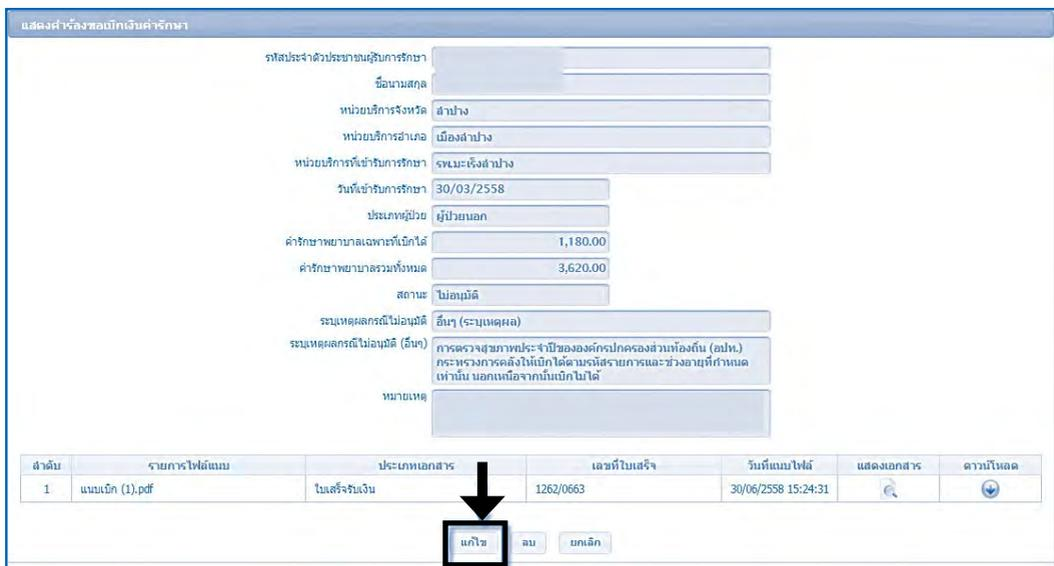 แสดงคำร้องขอเบิกเงินค่ารักษา
รหัสประจำตัวประชาชนผู้รับการรักษา
ชื่อนามสกุล
หน่วยบริการจังหวัด ลำปาง
หน่วยบริการอำเภอ เมืองลำปาง
หน่วยบริการที่เข้ารับการรักษา รพ.มะเร็งลำปาง
วันที่เข้ารับการรักษา 30/03/2558
ประเภทผู้ป่วย ผู้ป่วยนอก
ค่ารักษาพยาบาลเฉพาะที่เบิกได้ 1,180.00
ค่ารักษาพยาบาลรวมทั้งหมด 3,620.00
สถานะ ไม่อนุมัติ
ระบุเหตุผลกรณีไม่อนุมัติ อื่นๆ (ระบุเหตุผล)
ระบุเหตุผลกรณีไม่อนุมัติ (อื่นๆ) การตรวจสุขภาพประจำปีขององค์กรปกครองส่วนท้องถิ่น (อปท.)
กระทรวงการคลังให้เบิกได้ตามรหัสรายการและช่วงอายุที่กำหนด
เท่านั้น นอกเหนือจากนั้นเบิกไม่ได้
หมายเหตุ
ลำดับ รายการไฟล์แนบ ประเภทเอกสาร เลขที่ใบเสร็จ วันที่แนบไฟล์ แสดงเอกสาร ดาวน์โหลด
1 แนบเบิก (1).pdf ใบเสร็จรับเงิน 1262/0663 30/06/2558 15:24:31
แก้ไข ลบ ยกเลิก